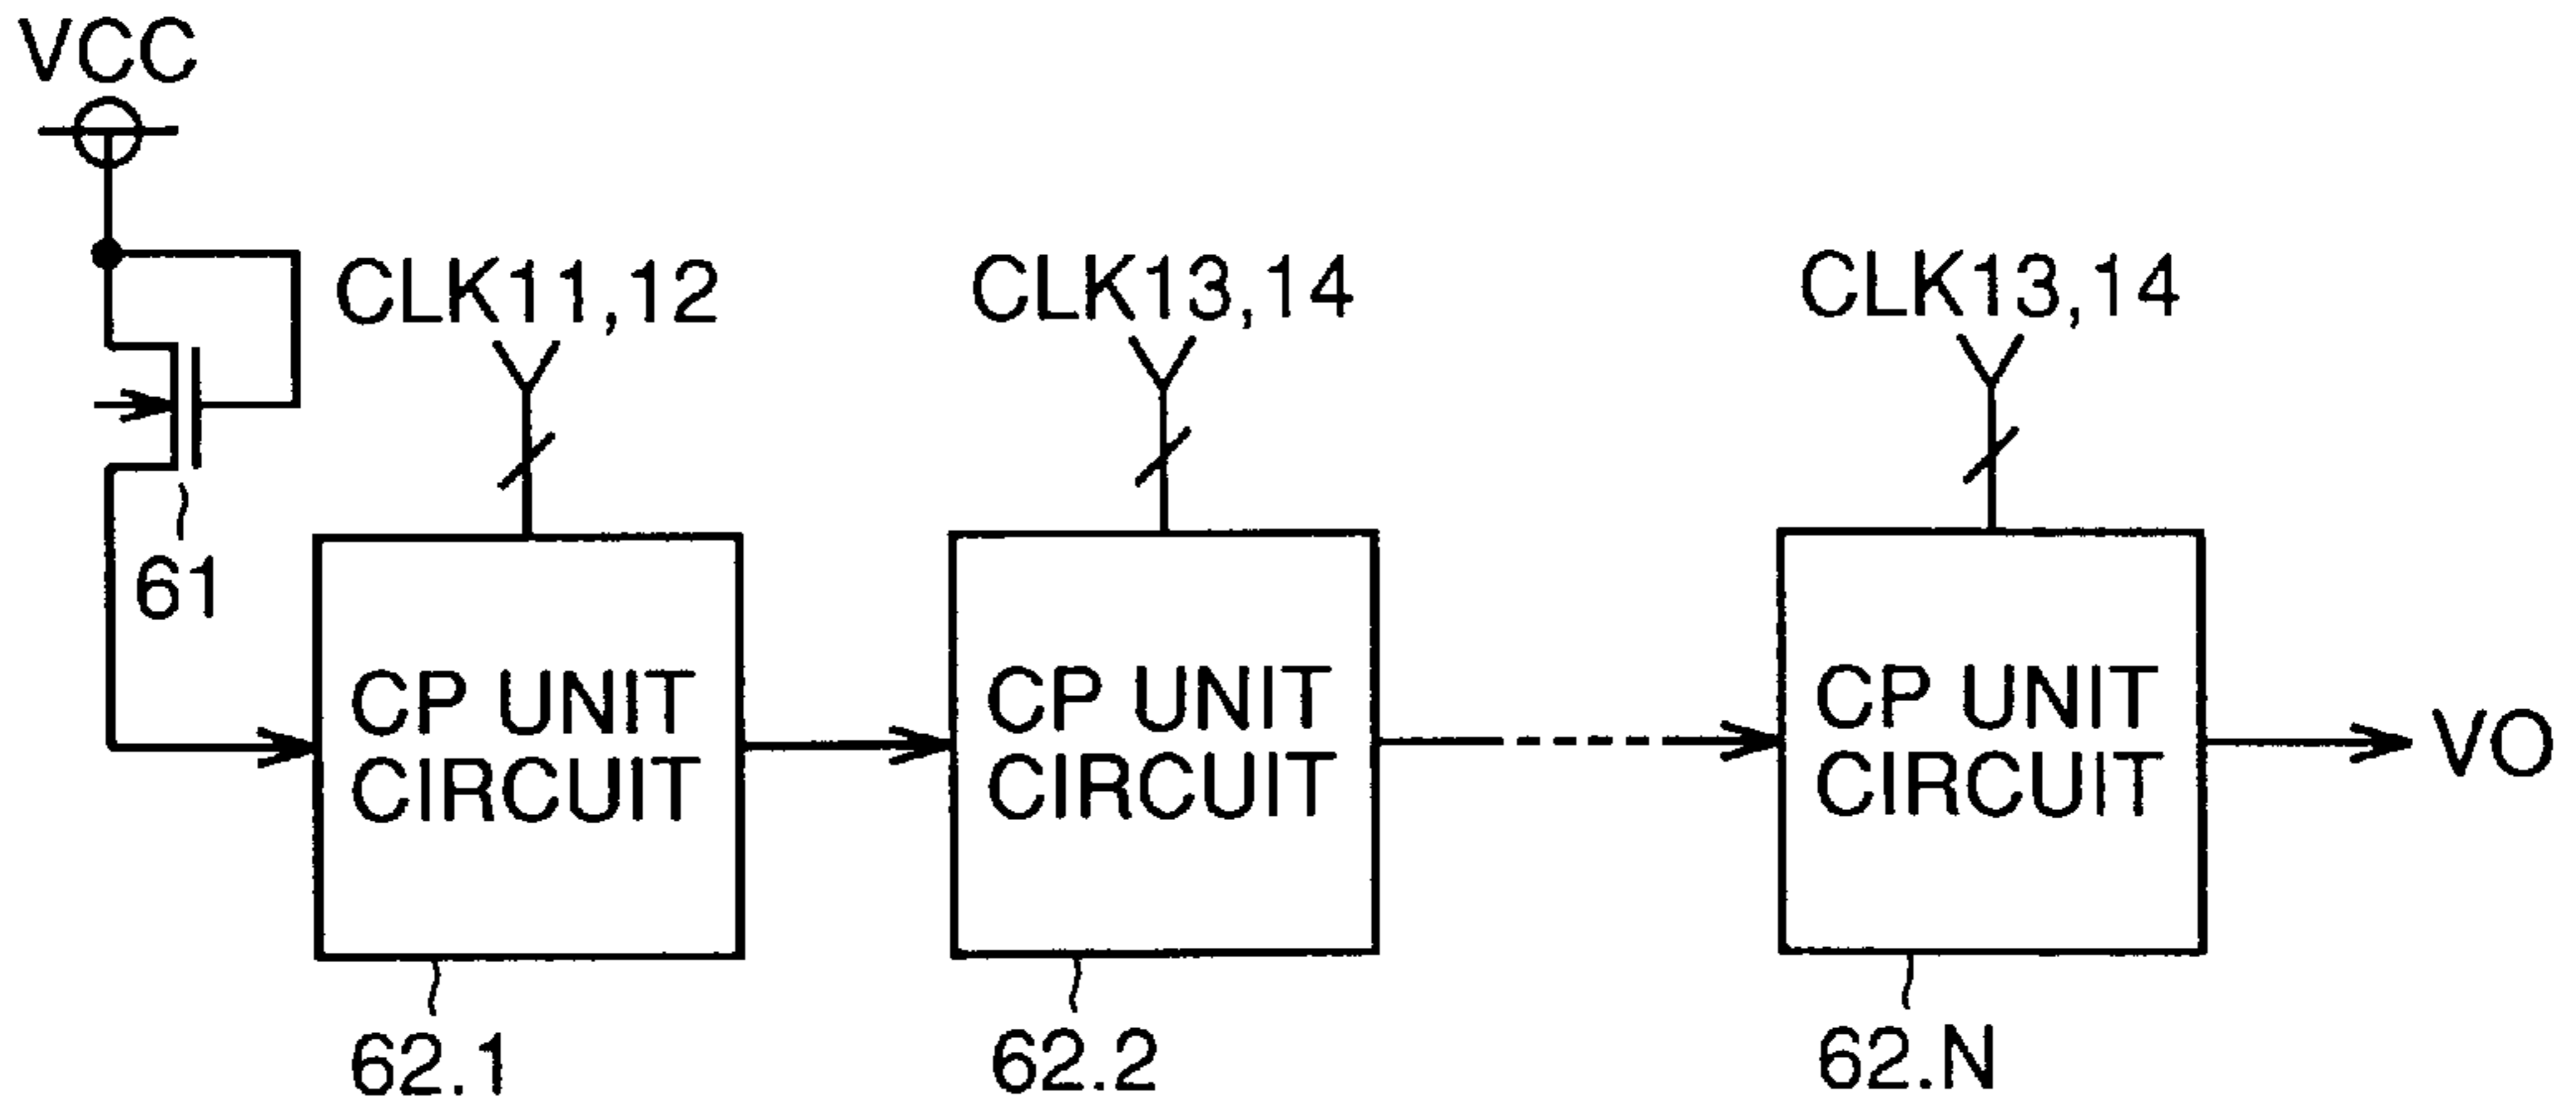 VCC
CLK11,12
CLK13,14
CLK13,14
61
CP UNIT
CIRCUIT
CP UNIT
CIRCUIT
CP UNIT
CIRCUIT
VO
62.1
62.2
62.N